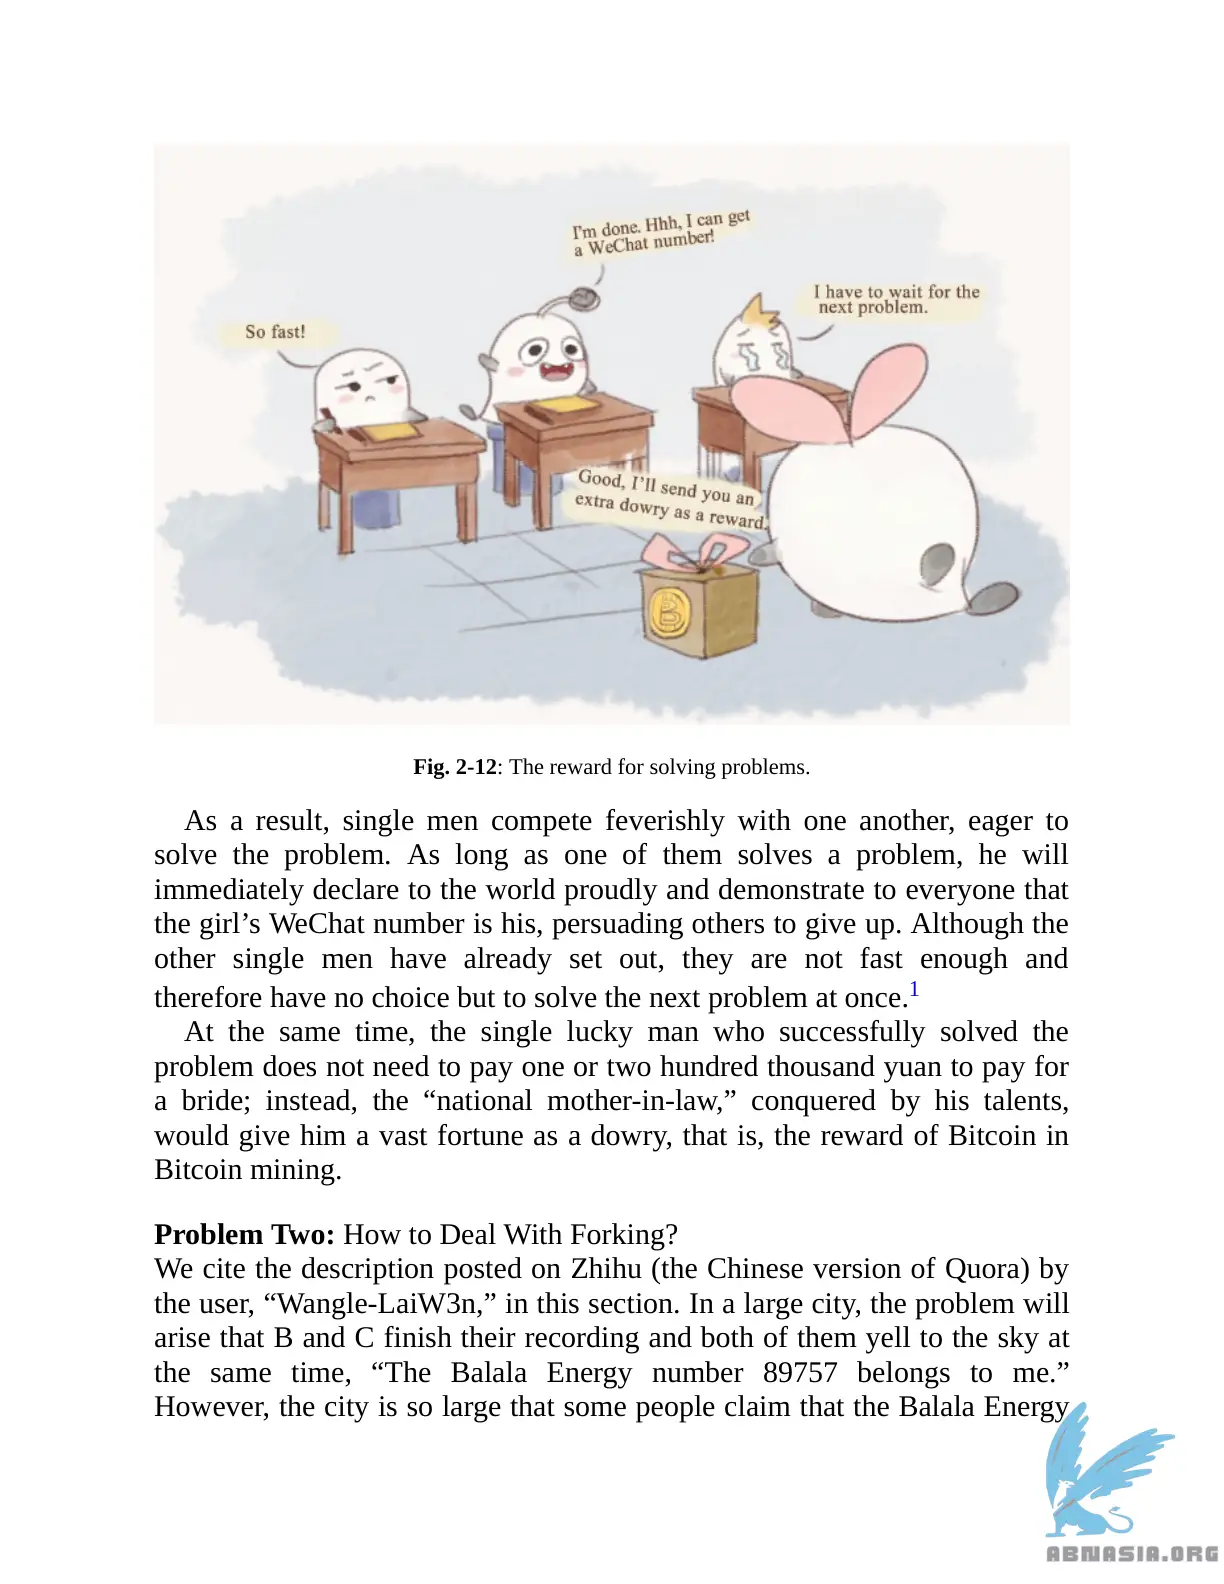 I'm done. Hhh, I can get
a WeChat number!
I have to wait for the
next problem.
So fast!
Good, I'll send you an
extra dowry as a reward.
B
Fig. 2-12: The reward for solving problems.
As a result, single men compete feverishly with one another, eager to
solve the problem. As long as one of them solves a problem, he will
immediately declare to the world proudly and demonstrate to everyone that
the girl’s WeChat number is his, persuading others to give up. Although the
other single men have already set out, they are not fast enough and
therefore have no choice but to solve the next problem at once.1
At the same time, the single lucky man who successfully solved the
problem does not need to pay one or two hundred thousand yuan to pay for
a bride; instead, the “national mother-in-law,” conquered by his talents,
would give him a vast fortune as a dowry, that is, the reward of Bitcoin in
Bitcoin mining.
Problem Two: How to Deal With Forking?
We cite the description posted on Zhihu (the Chinese version of Quora) by
the user, “Wangle-LaiW3n,” in this section. In a large city, the problem will
arise that B and C finish their recording and both of them yell to the sky at
the same time, “The Balala Energy number 89757 belongs to me.”
However, the city is so large that some people claim that the Balala Energy
ABNASIA.ORG